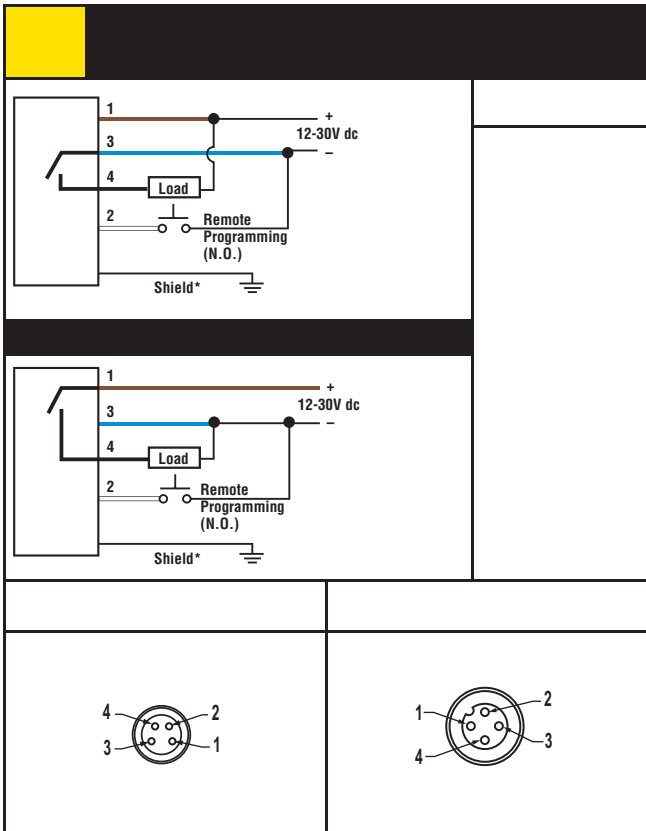 1
+
12-30V dc
3
–
4
Load
2
Remote
Programming
(N.O.)
Shield*
1
+
12-30V dc
3
–
4
Load
2
Remote
Programming
(N.O.)
Shield*
4
2
3
1
1
2
4
3